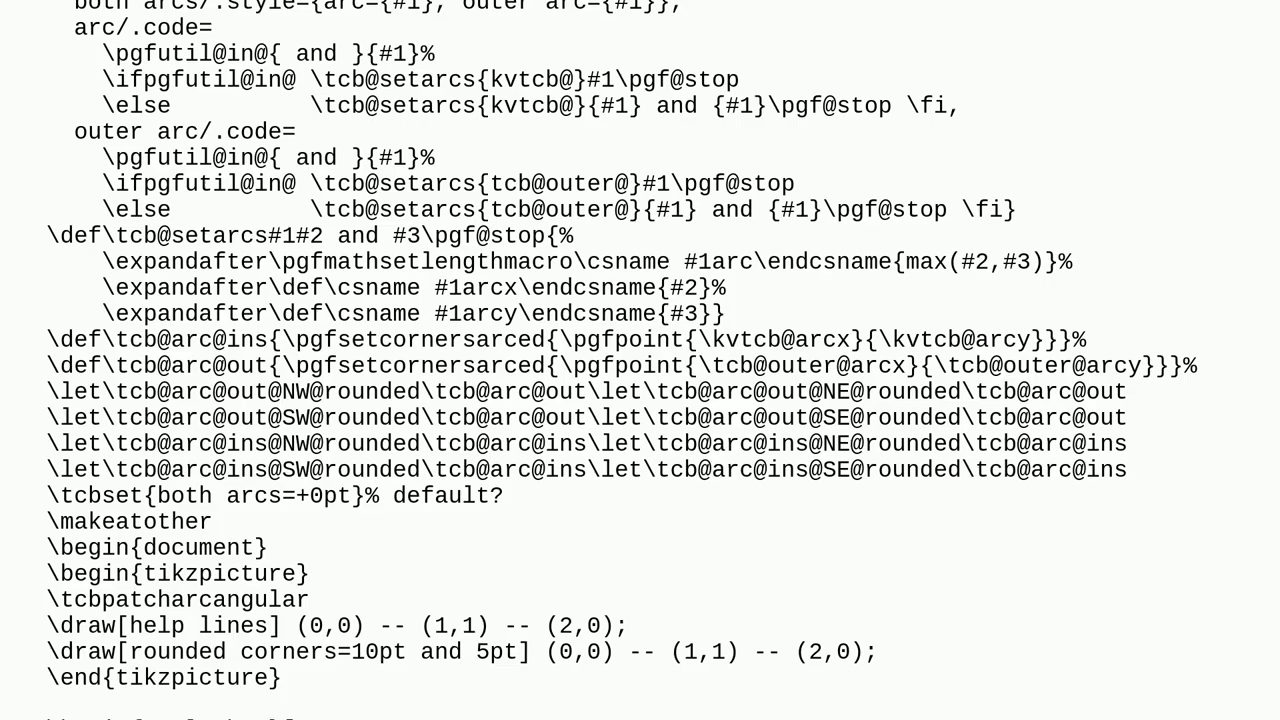 both arcs/.style={arc={#1}, outer arc={#1}},
arc/.code=
\pgfutil@in@{ and }{#1}%
\ifpgfutil@in@ \tcb@setarcs{kvtcb@}#1\pgf@stop
\else          \tcb@setarcs{kvtcb@}{#1} and {#1}\pgf@stop \fi,
outer arc/.code=
\pgfutil@in@{ and }{#1}%
\ifpgfutil@in@ \tcb@setarcs{tcb@outer@}#1\pgf@stop
\else          \tcb@setarcs{tcb@outer@}{#1} and {#1}\pgf@stop \fi}
\def\tcb@setarcs#1#2 and #3\pgf@stop{%
\expandafter\pgfmathsetlengthmacro\csname #1arc\endcsname{max(#2,#3)}%
\expandafter\def\csname #1arcx\endcsname{#2}%
\expandafter\def\csname #1arcy\endcsname{#3}}
\def\tcb@arc@ins{\pgfsetcornersarced{\pgfpoint{\kvtcb@arcx}{\kvtcb@arcy}}}%
\def\tcb@arc@out{\pgfsetcornersarced{\pgfpoint{\tcb@outer@arcx}{\tcb@outer@arcy}}}%
\let\tcb@arc@out@NW@rounded\tcb@arc@out\let\tcb@arc@out@NE@rounded\tcb@arc@out
\let\tcb@arc@out@SW@rounded\tcb@arc@out\let\tcb@arc@out@SE@rounded\tcb@arc@out
\let\tcb@arc@ins@NW@rounded\tcb@arc@ins\let\tcb@arc@ins@NE@rounded\tcb@arc@ins
\let\tcb@arc@ins@SW@rounded\tcb@arc@ins\let\tcb@arc@ins@SE@rounded\tcb@arc@ins
\tcbset{both arcs=+0pt}% default?
\makeatother
\begin{document}
\begin{tikzpicture}
\tcbpatcharcangular
\draw[help lines] (0,0) -- (1,1) -- (2,0);
\draw[rounded corners=10pt and 5pt] (0,0) -- (1,1) -- (2,0);
\end{tikzpicture}